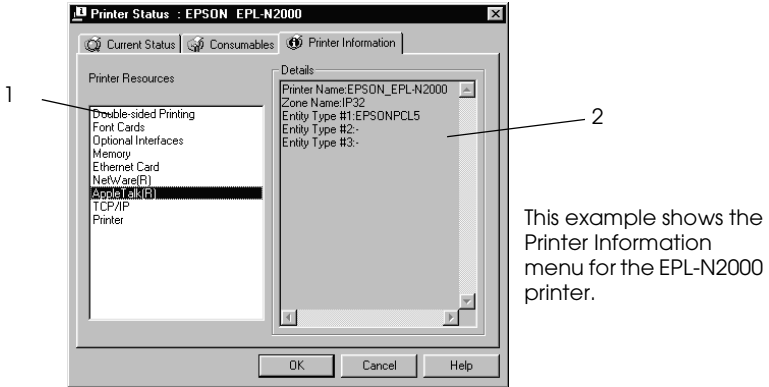 Printer Status : EPSON EPL-N2000
Current Status
Consumables
Printer Information
Printer Resources
Double-sided Printing
Font Cards
Optional Interfaces
Memory
Ethernet Card
NetWare(R)
AppleTalk(R)
TCP/IP
Printer
Details
Printer Name:EPSON_EPL-N2000
Zone Name:IP32
Entity Type #1:EPSONPCL5
Entity Type #2:-
Entity Type #3:-
OK
Cancel
Help
1
2
This example shows the
Printer Information
menu for the EPL-N2000
printer.